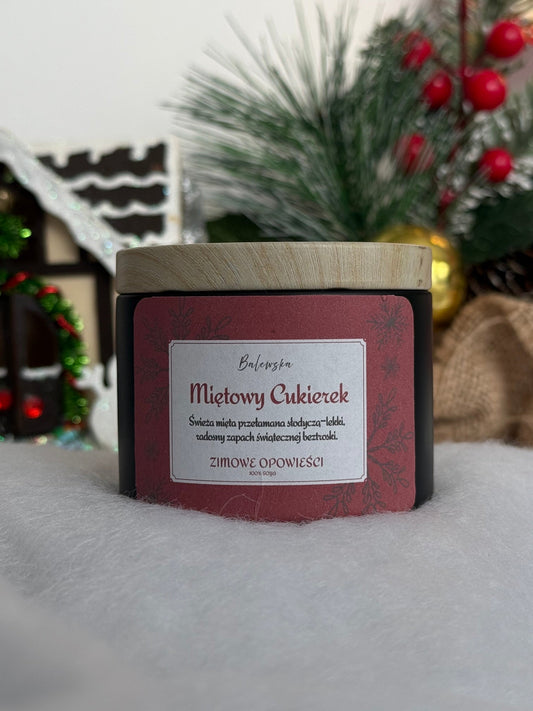 Balewska
Miętowy Cukierek
Świeża mięta przełamana słodyczą–lekki,
radosny zapach świątecznej beztroski.
ZIMOWE OPOWIEŚCI
100% SOJA